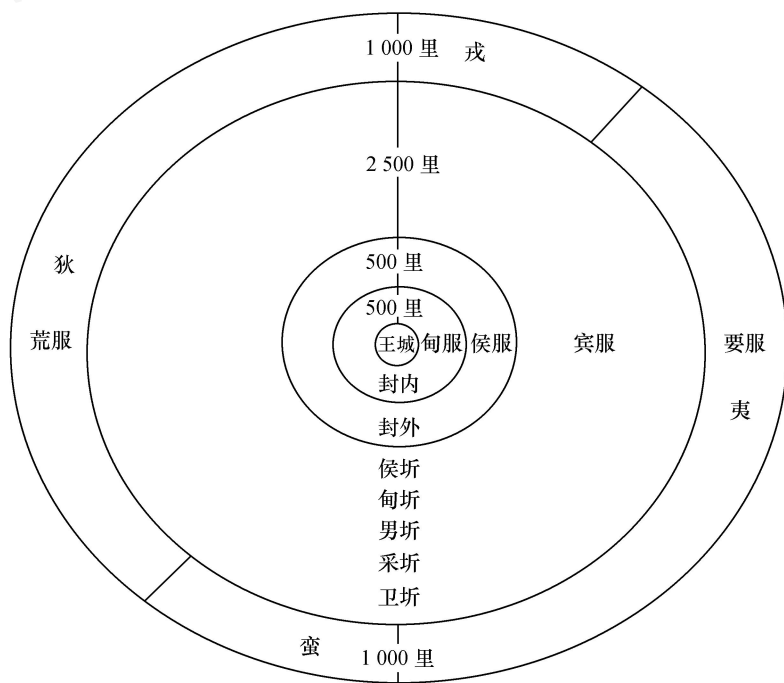 1 000 里 戎
2 500 里
狄
500 里
500 里
荒服 王城 甸服 侯服 宾服 要服
封内
夷
封外
侯圻
甸圻
男圻
采圻
卫圻
蛮
1 000 里